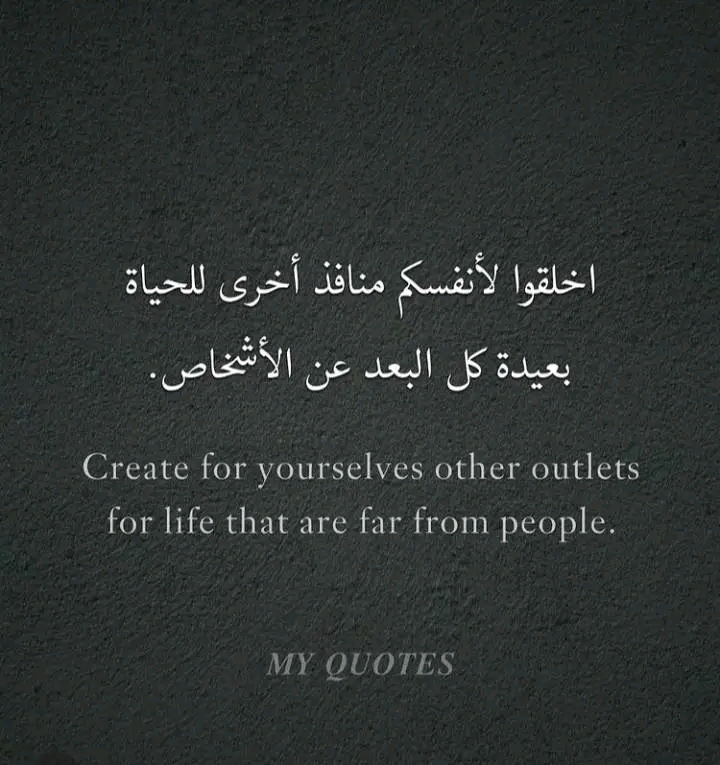 اخلقوا لأنفسكم منافذ أخرى للحياة
بعيدة كل البعد عن الأشخاص.
Create for yourselves other outlets
for life that are far from people.
MY QUOTES